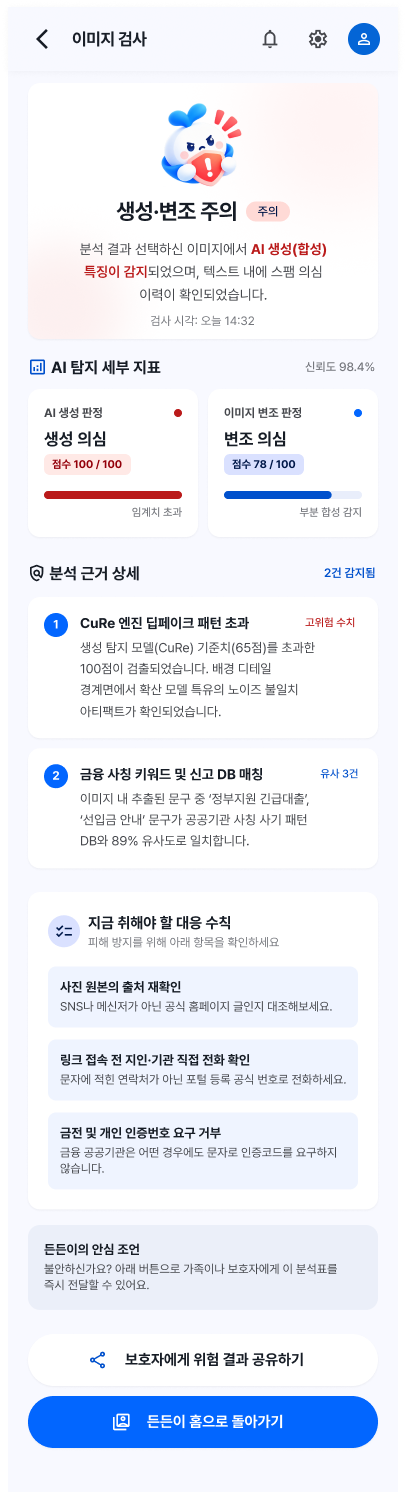 이미지 검사
생성·변조 주의 주의
분석 결과 선택하신 이미지에서 AI 생성(합성)
특징이 감지되었으며, 텍스트 내에 스팸 의심
이력이 확인되었습니다.
검사 시각: 오늘 14:32
AI 탐지 세부 지표
신뢰도 98.4%
AI 생성 판정
생성 의심
점수 100 / 100
임계치 초과
이미지 변조 판정
변조 의심
점수 78 / 100
부분 합성 감지
분석 근거 상세
2건 감지됨
1
CuRe 엔진 딥페이크 패턴 초과
고위험 수치
생성 탐지 모델(CuRe) 기준치(65점)를 초과한
100점이 검출되었습니다. 배경 디테일
경계면에서 확산 모델 특유의 노이즈 불일치
아티팩트가 확인되었습니다.
2
금융 사칭 키워드 및 신고 DB 매칭
유사 3건
이미지 내 추출된 문구 중 ‘정부지원 긴급대출’,
‘선입금 안내’ 문구가 공공기관 사칭 사기 패턴
DB와 89% 유사도로 일치합니다.
지금 취해야 할 대응 수칙
피해 방지를 위해 아래 항목을 확인하세요
사진 원본의 출처 재확인
SNS나 메신저가 아닌 공식 홈페이지 글인지 대조해보세요.
링크 접속 전 지인·기관 직접 전화 확인
문자에 적힌 연락처가 아닌 포털 등록 공식 번호로 전화하세요.
금전 및 개인 인증번호 요구 거부
금융 공공기관은 어떤 경우에도 문자로 인증코드를 요구하지
않습니다.
든든이의 안심 조언
불안하신가요? 아래 버튼으로 가족이나 보호자에게 이 분석표를
즉시 전달할 수 있어요.
보호자에게 위험 결과 공유하기
든든이 홈으로 돌아가기